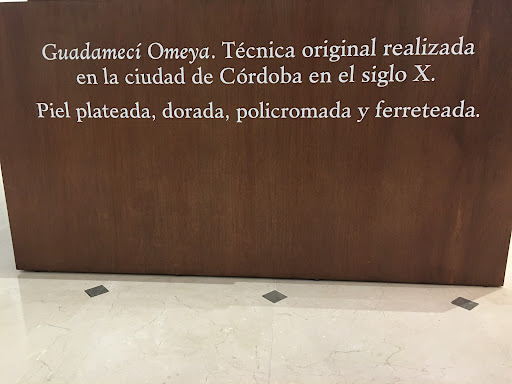 Guadamecí Omeya. Técnica original realizada
en la ciudad de Córdoba en el siglo X.
Piel plateada, dorada, policromada y ferreteada.